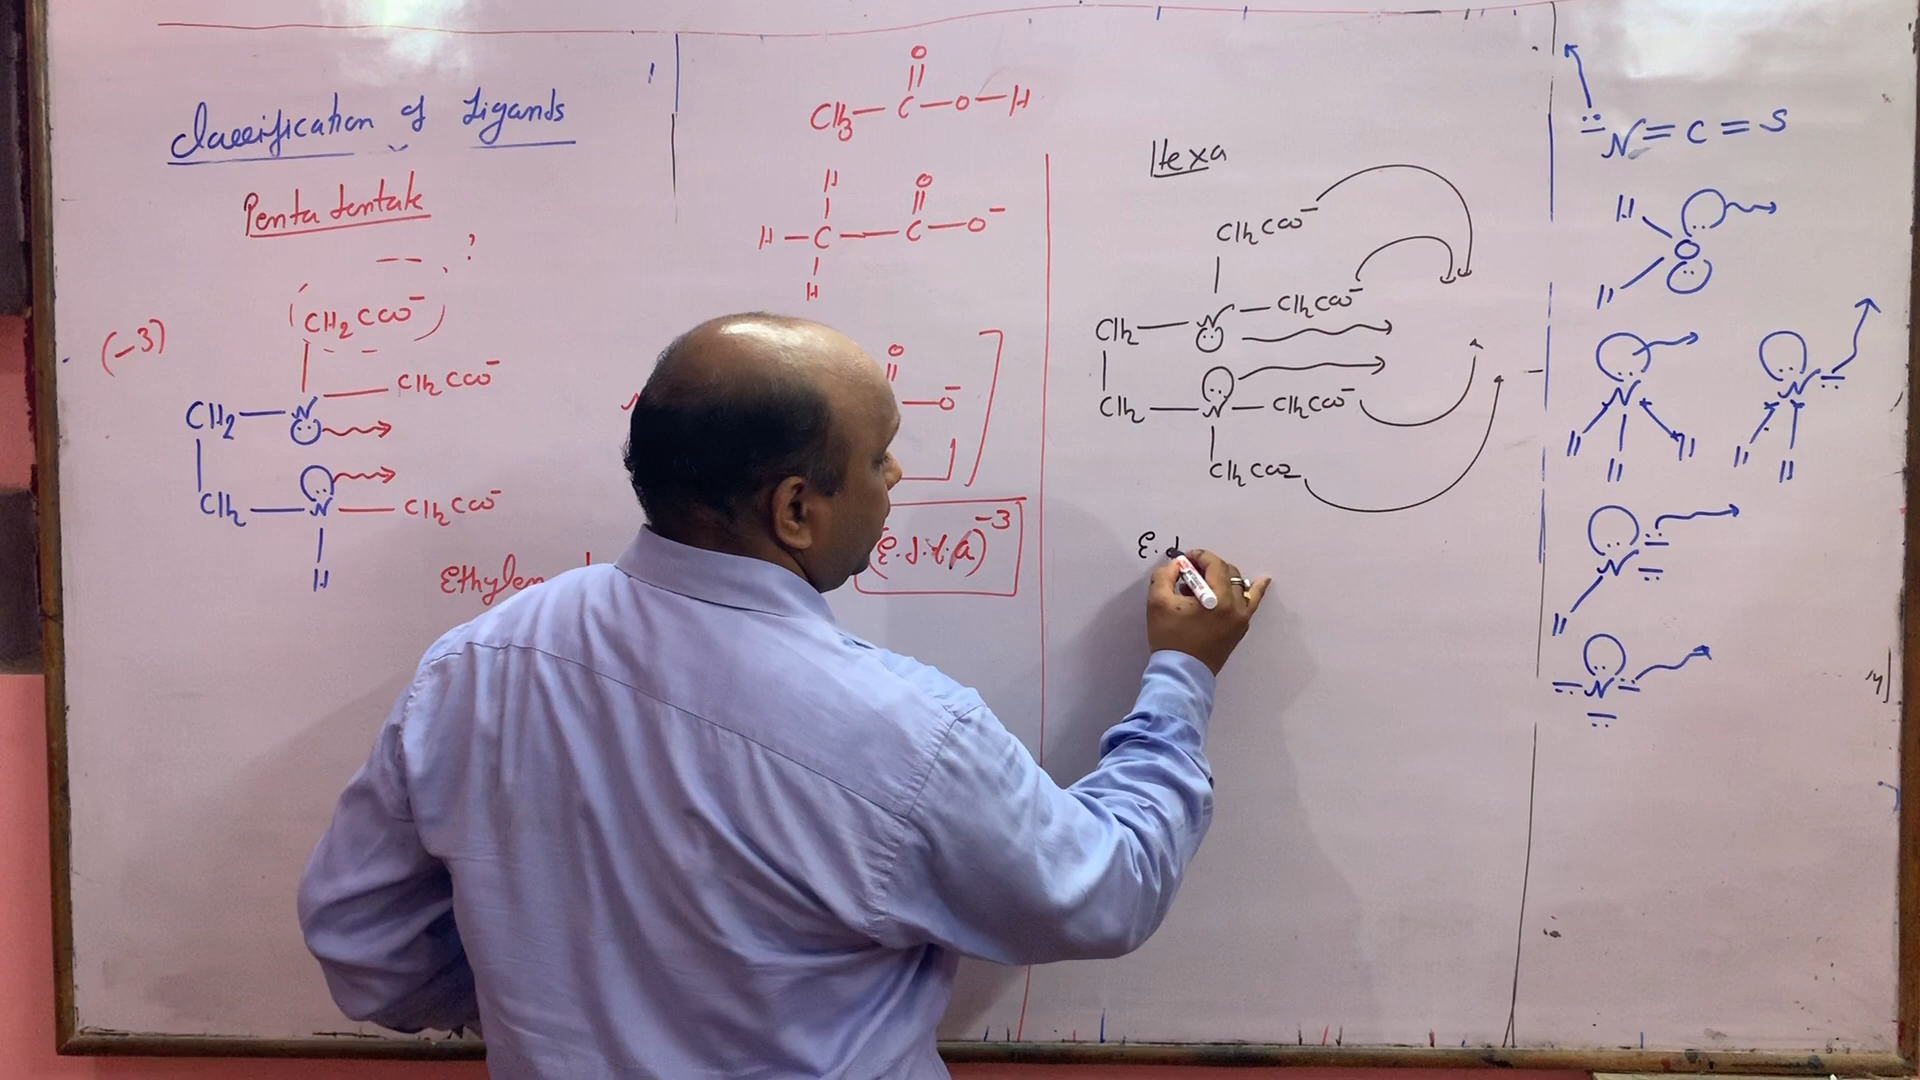 Classification of Ligands
Penta dentate
--- . ?
(-3)
(CH2COO⁻)
CH2—N—CH2COO⁻
CH2—N—CH2COO⁻
H
Ethylen
O
CH3—C—O—H
H O
H—C—C—O⁻
H
O
—O⁻
(E.d.t.a)⁻³
Hexa
CH2COO⁻
CH2—N—CH2COO⁻
CH2—N—CH2COO⁻
CH2COO
E.d
N=C=S
H
O
H
N N
H H H H H
N
H
N